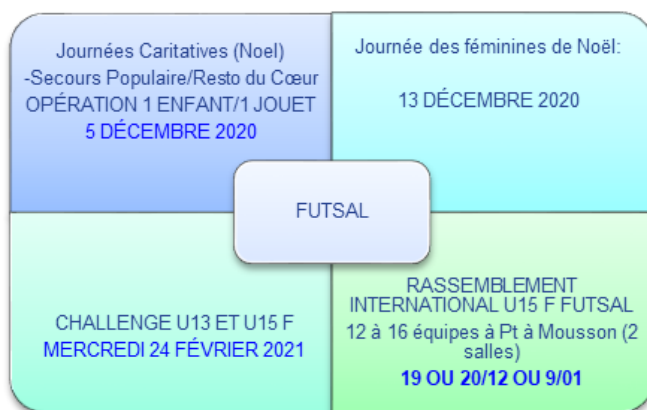 Journées Caritatives (Noel)
-Secours Populaire/Resto du Cœur
OPÉRATION 1 ENFANT/1 JOUET
5 DÉCEMBRE 2020
Journée des féminines de Noël:
13 DÉCEMBRE 2020
FUTSAL
CHALLENGE U13 ET U15 F
MERCREDI 24 FÉVRIER 2021
RASSEMBLEMENT
INTERNATIONAL U15 F FUTSAL
12 à 16 équipes à Pt à Mousson (2
salles)
19 OU 20/12 OU 9/01